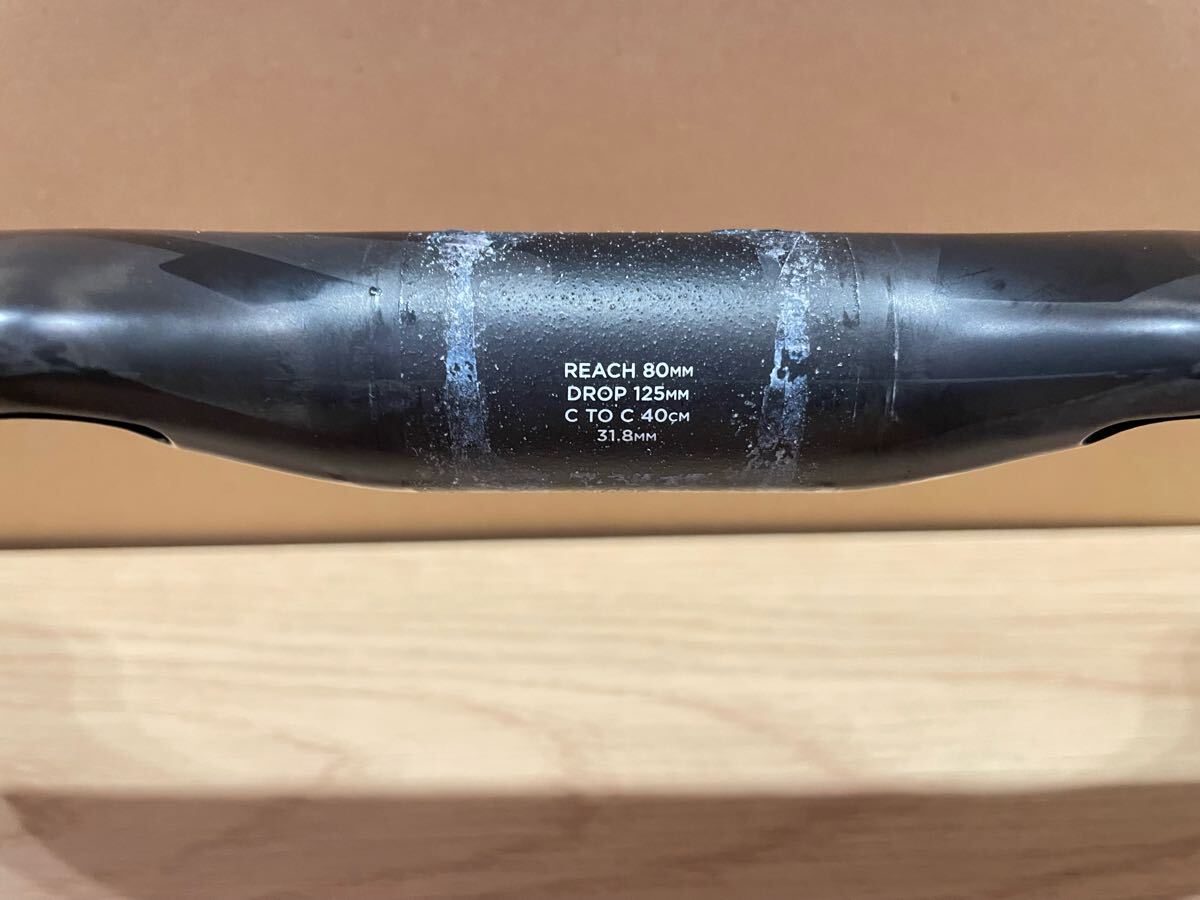 REACH 80MM
DROP 125MM
C TO C 40CM
31.8MM